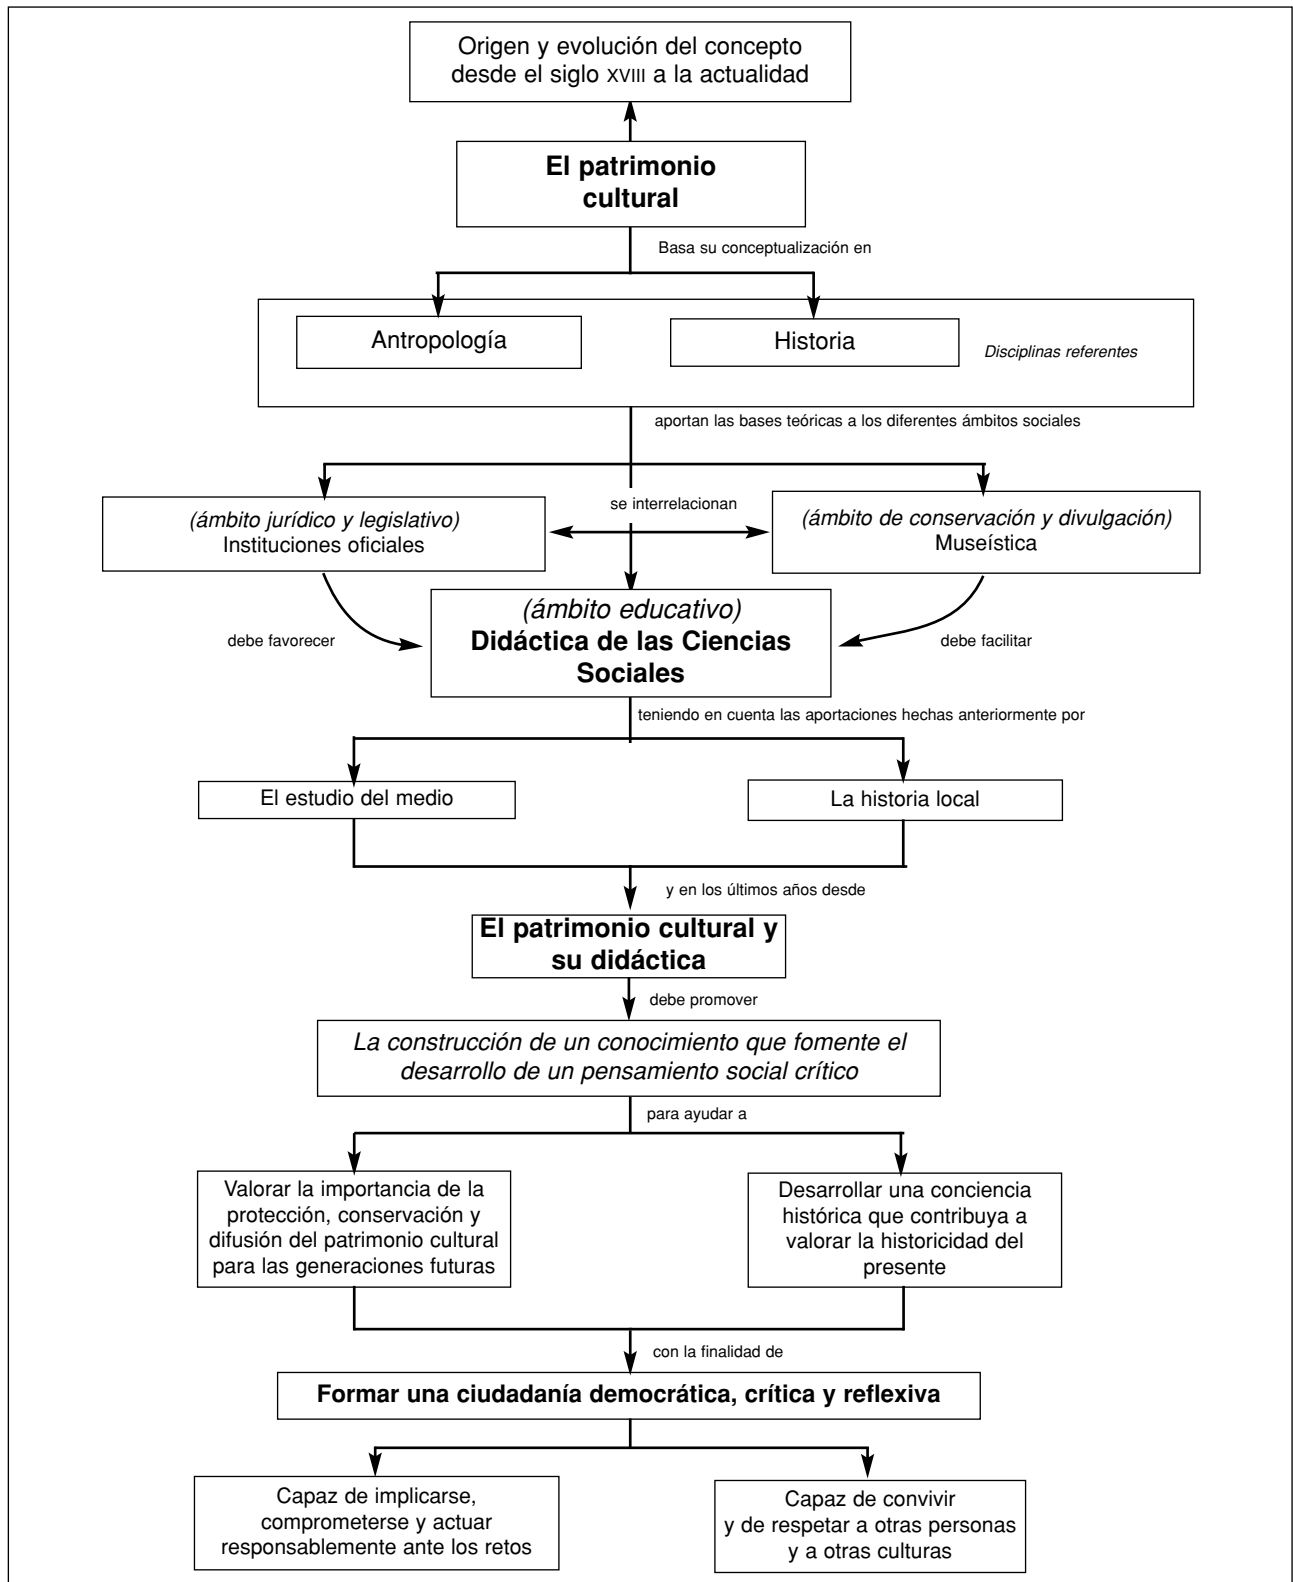 Origen y evolución del concepto
desde el siglo XVIII a la actualidad
El patrimonio
cultural
Basa su conceptualización en
Antropología
Historia
Disciplinas referentes
aportan las bases teóricas a los diferentes ámbitos sociales
(ámbito jurídico y legislativo)
Instituciones oficiales
se interrelacionan
(ámbito de conservación y divulgación)
Museística
debe favorecer
(ámbito educativo)
Didáctica de las Ciencias
Sociales
debe facilitar
teniendo en cuenta las aportaciones hechas anteriormente por
El estudio del medio
La historia local
y en los últimos años desde
El patrimonio cultural y
su didáctica
debe promover
La construcción de un conocimiento que fomente el
desarrollo de un pensamiento social crítico
para ayudar a
Valorar la importancia de la
protección, conservación y
difusión del patrimonio cultural
para las generaciones futuras
Desarrollar una conciencia
histórica que contribuya a
valorar la historicidad del
presente
con la finalidad de
Formar una ciudadanía democrática, crítica y reflexiva
Capaz de implicarse,
comprometerse y actuar
responsablemente ante los retos
Capaz de convivir
y de respetar a otras personas
y a otras culturas